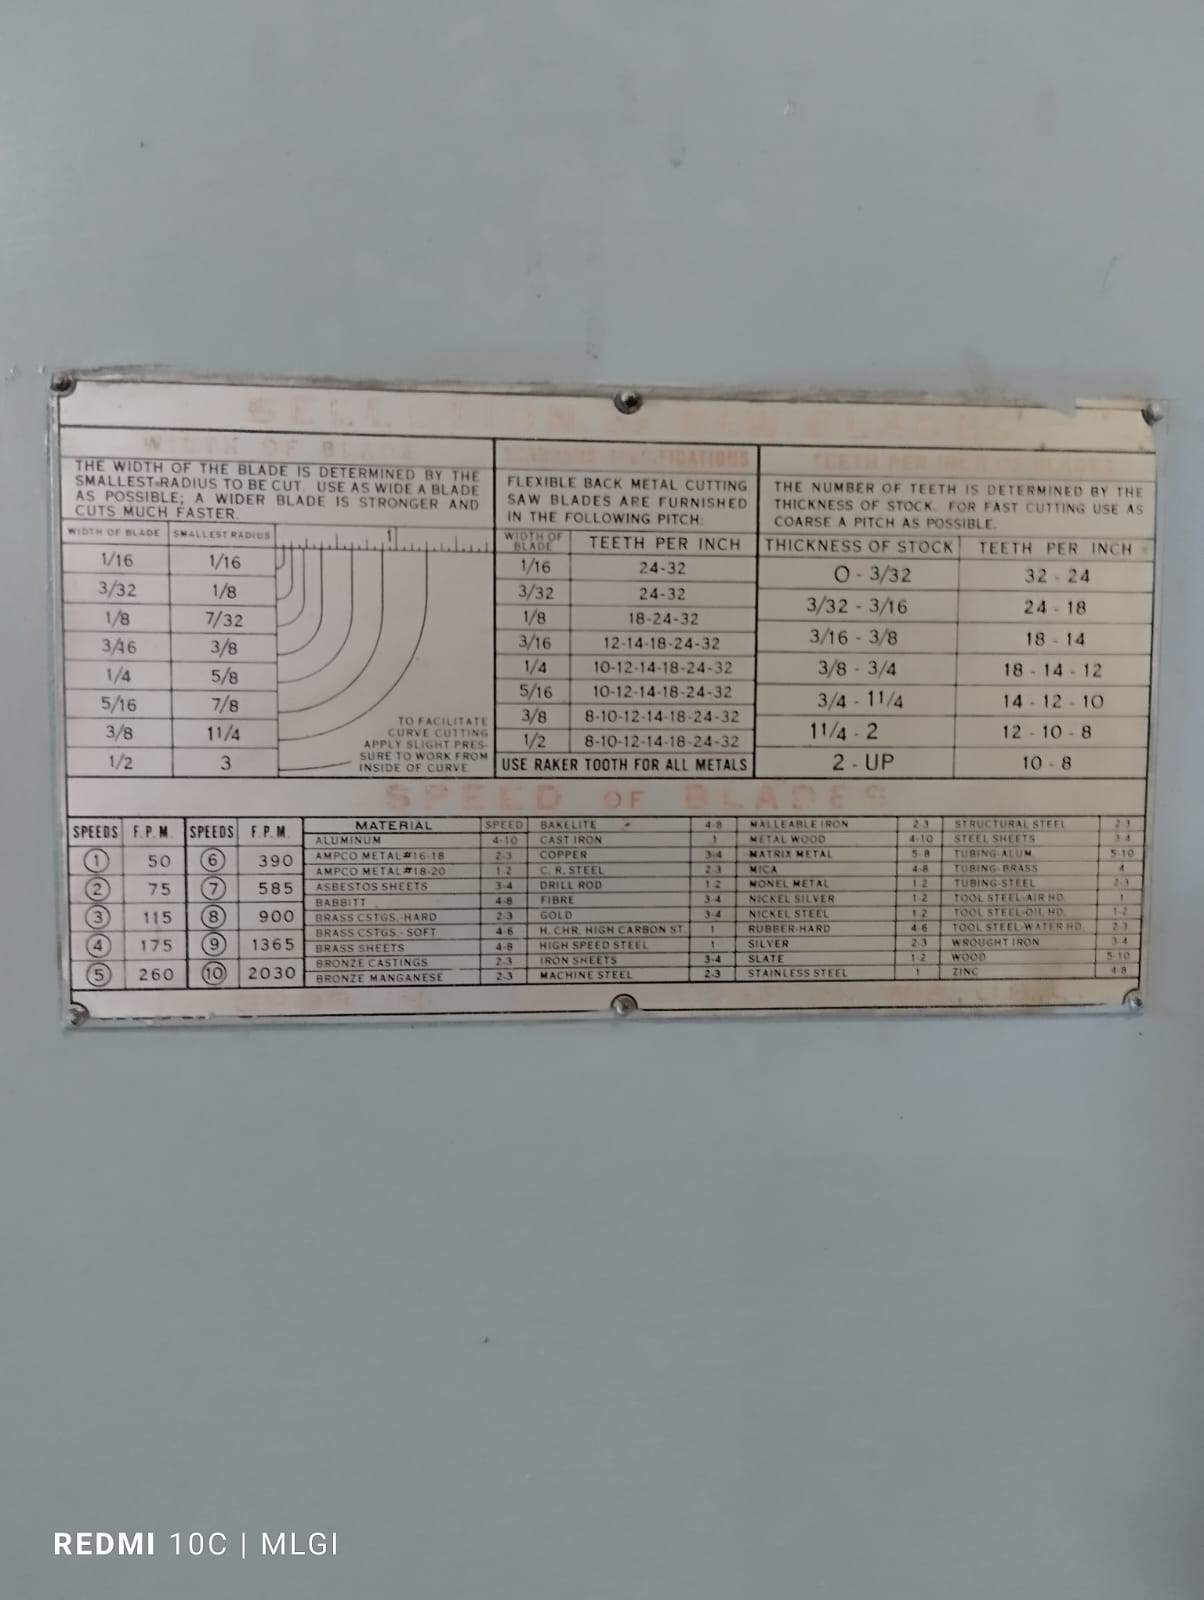 SELECTION OF SAW BLADES
WIDTH OF BLADE
THE WIDTH OF THE BLADE IS DETERMINED BY THE
SMALLEST RADIUS TO BE CUT. USE AS WIDE A BLADE
AS POSSIBLE; A WIDER BLADE IS STRONGER AND
CUTS MUCH FASTER.
WIDTH OF BLADE SMALLEST RADIUS 1
1/16 1/16
3/32 1/8
1/8 7/32
3/16 3/8
1/4 5/8
5/16 7/8
3/8 1 1/4
1/2 3
TO FACILITATE
CURVE CUTTING
APPLY SLIGHT PRES-
SURE TO WORK FROM
INSIDE OF CURVE.
SPECIFICATIONS
FLEXIBLE BACK METAL CUTTING
SAW BLADES ARE FURNISHED
IN THE FOLLOWING PITCH:
WIDTH OF BLADE TEETH PER INCH
1/16 24-32
3/32 24-32
1/8 18-24-32
3/16 12-14-18-24-32
1/4 10-12-14-18-24-32
5/16 10-12-14-18-24-32
3/8 8-10-12-14-18-24-32
1/2 8-10-12-14-18-24-32
USE RAKER TOOTH FOR ALL METALS
TEETH PER INCH
THE NUMBER OF TEETH IS DETERMINED BY THE
THICKNESS OF STOCK. FOR FAST CUTTING USE AS
COARSE A PITCH AS POSSIBLE.
THICKNESS OF STOCK TEETH PER INCH
0 - 3/32 32 - 24
3/32 - 3/16 24 - 18
3/16 - 3/8 18 - 14
3/8 - 3/4 18 - 14 - 12
3/4 - 1 1/4 14 - 12 - 10
1 1/4 - 2 12 - 10 - 8
2 - UP 10 - 8
SPEED OF BLADES
SPEEDS F.P.M. SPEEDS F.P.M.
1 50 6 390
2 75 7 585
3 115 8 900
4 175 9 1365
5 260 10 2030
MATERIAL SPEED
ALUMINUM 4-10
AMPCO METAL #16-18 2-3
AMPCO METAL #18-20 1-2
ASBESTOS SHEETS 3-4
BABBITT 4-8
BRASS CSTGS.-HARD 2-3
BRASS CSTGS.-SOFT 4-6
BRASS SHEETS 4-8
BRONZE CASTINGS 2-3
BRONZE MANGANESE 2-3
BAKELITE 4-8
CAST IRON 1
COPPER 3-4
C. R. STEEL 2-3
DRILL ROD 1-2
FIBRE 3-4
GOLD 3-4
H. CHR. HIGH CARBON ST. 1
HIGH SPEED STEEL 1
IRON SHEETS 3-4
MACHINE STEEL 2-3
MALLEABLE IRON 2-3
METAL WOOD 4-10
MATRIX METAL 5-8
MICA 4-8
MONEL METAL 1-2
NICKEL SILVER 1-2
NICKEL STEEL 1-2
RUBBER-HARD 4-6
SILVER 2-3
SLATE 1-2
STAINLESS STEEL 1
STRUCTURAL STEEL 2-3
STEEL SHEETS 3-4
TUBING-ALUM. 5-10
TUBING-BRASS 4
TUBING-STEEL 2-3
TOOL STEEL-AIR HD. 1
TOOL STEEL-OIL HD. 1-2
TOOL STEEL-WATER HD. 2-3
WROUGHT IRON 3-4
WOOD 5-10
ZINC 4-8
REDMI 10C | MLGI